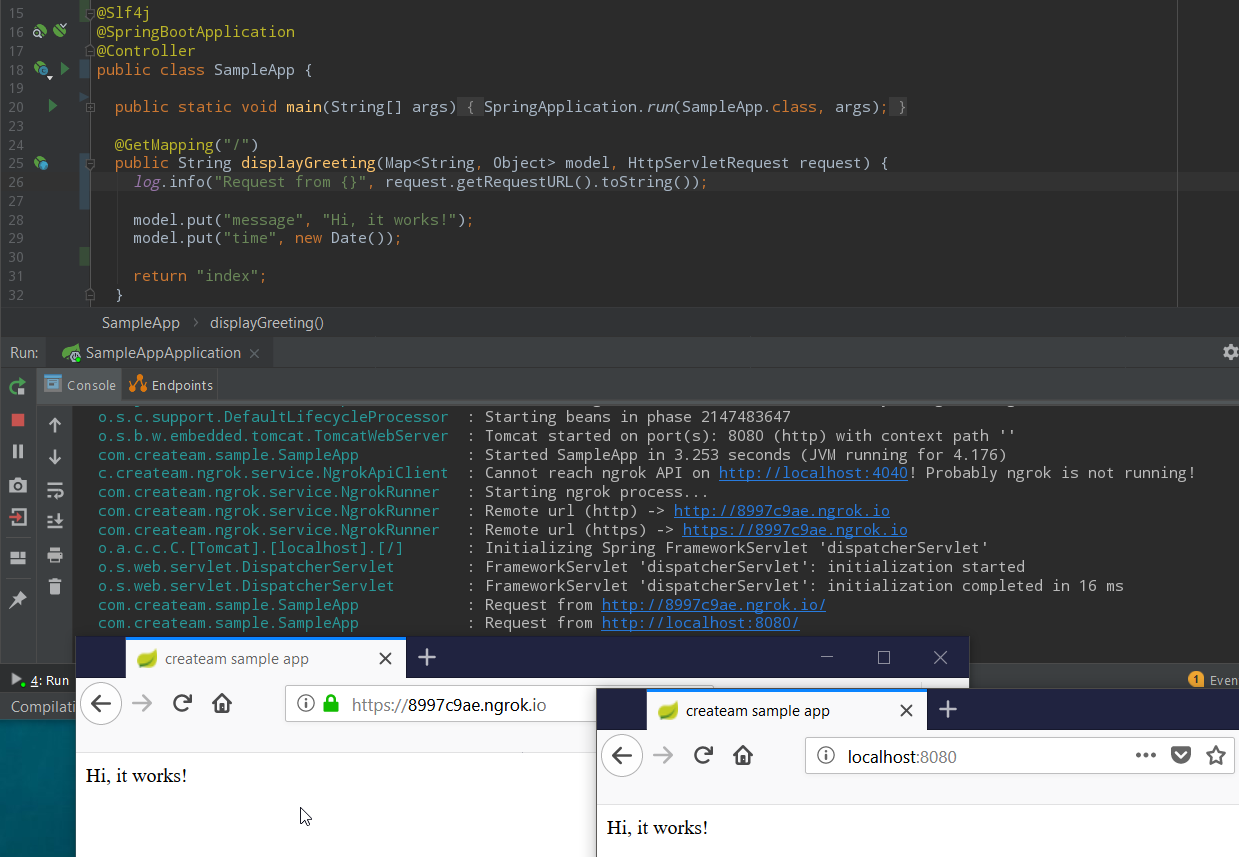 15 @Slf4j
16 @SpringBootApplication
17 @Controller
18 public class SampleApp {
19
20 public static void main(String[] args) { SpringApplication.run(SampleApp.class, args); }
23
24 @GetMapping("/")
25 public String displayGreeting(Map<String, Object> model, HttpServletRequest request) {
26 log.info("Request from {}", request.getRequestURL().toString());
27
28 model.put("message", "Hi, it works!");
29 model.put("time", new Date());
30
31 return "index";
32 }
SampleApp > displayGreeting()
Run: SampleAppApplication
Console Endpoints
o.s.c.support.DefaultLifecycleProcessor : Starting beans in phase 2147483647
o.s.b.w.embedded.tomcat.TomcatWebServer : Tomcat started on port(s): 8080 (http) with context path ''
com.createam.sample.SampleApp : Started SampleApp in 3.253 seconds (JVM running for 4.176)
c.createam.ngrok.service.NgrokApiClient : Cannot reach ngrok API on http://localhost:4040! Probably ngrok is not running!
com.createam.ngrok.service.NgrokRunner : Starting ngrok process...
com.createam.ngrok.service.NgrokRunner : Remote url (http) -> http://8997c9ae.ngrok.io
com.createam.ngrok.service.NgrokRunner : Remote url (https) -> https://8997c9ae.ngrok.io
o.a.c.c.C.[Tomcat].[localhost].[/] : Initializing Spring FrameworkServlet 'dispatcherServlet'
o.s.web.servlet.DispatcherServlet : FrameworkServlet 'dispatcherServlet': initialization started
o.s.web.servlet.DispatcherServlet : FrameworkServlet 'dispatcherServlet': initialization completed in 16 ms
com.createam.sample.SampleApp : Request from http://8997c9ae.ngrok.io/
com.createam.sample.SampleApp : Request from http://localhost:8080/
4: Run
1 Even
Compilati
createam sample app
https://8997c9ae.ngrok.io
Hi, it works!
createam sample app
localhost:8080
Hi, it works!